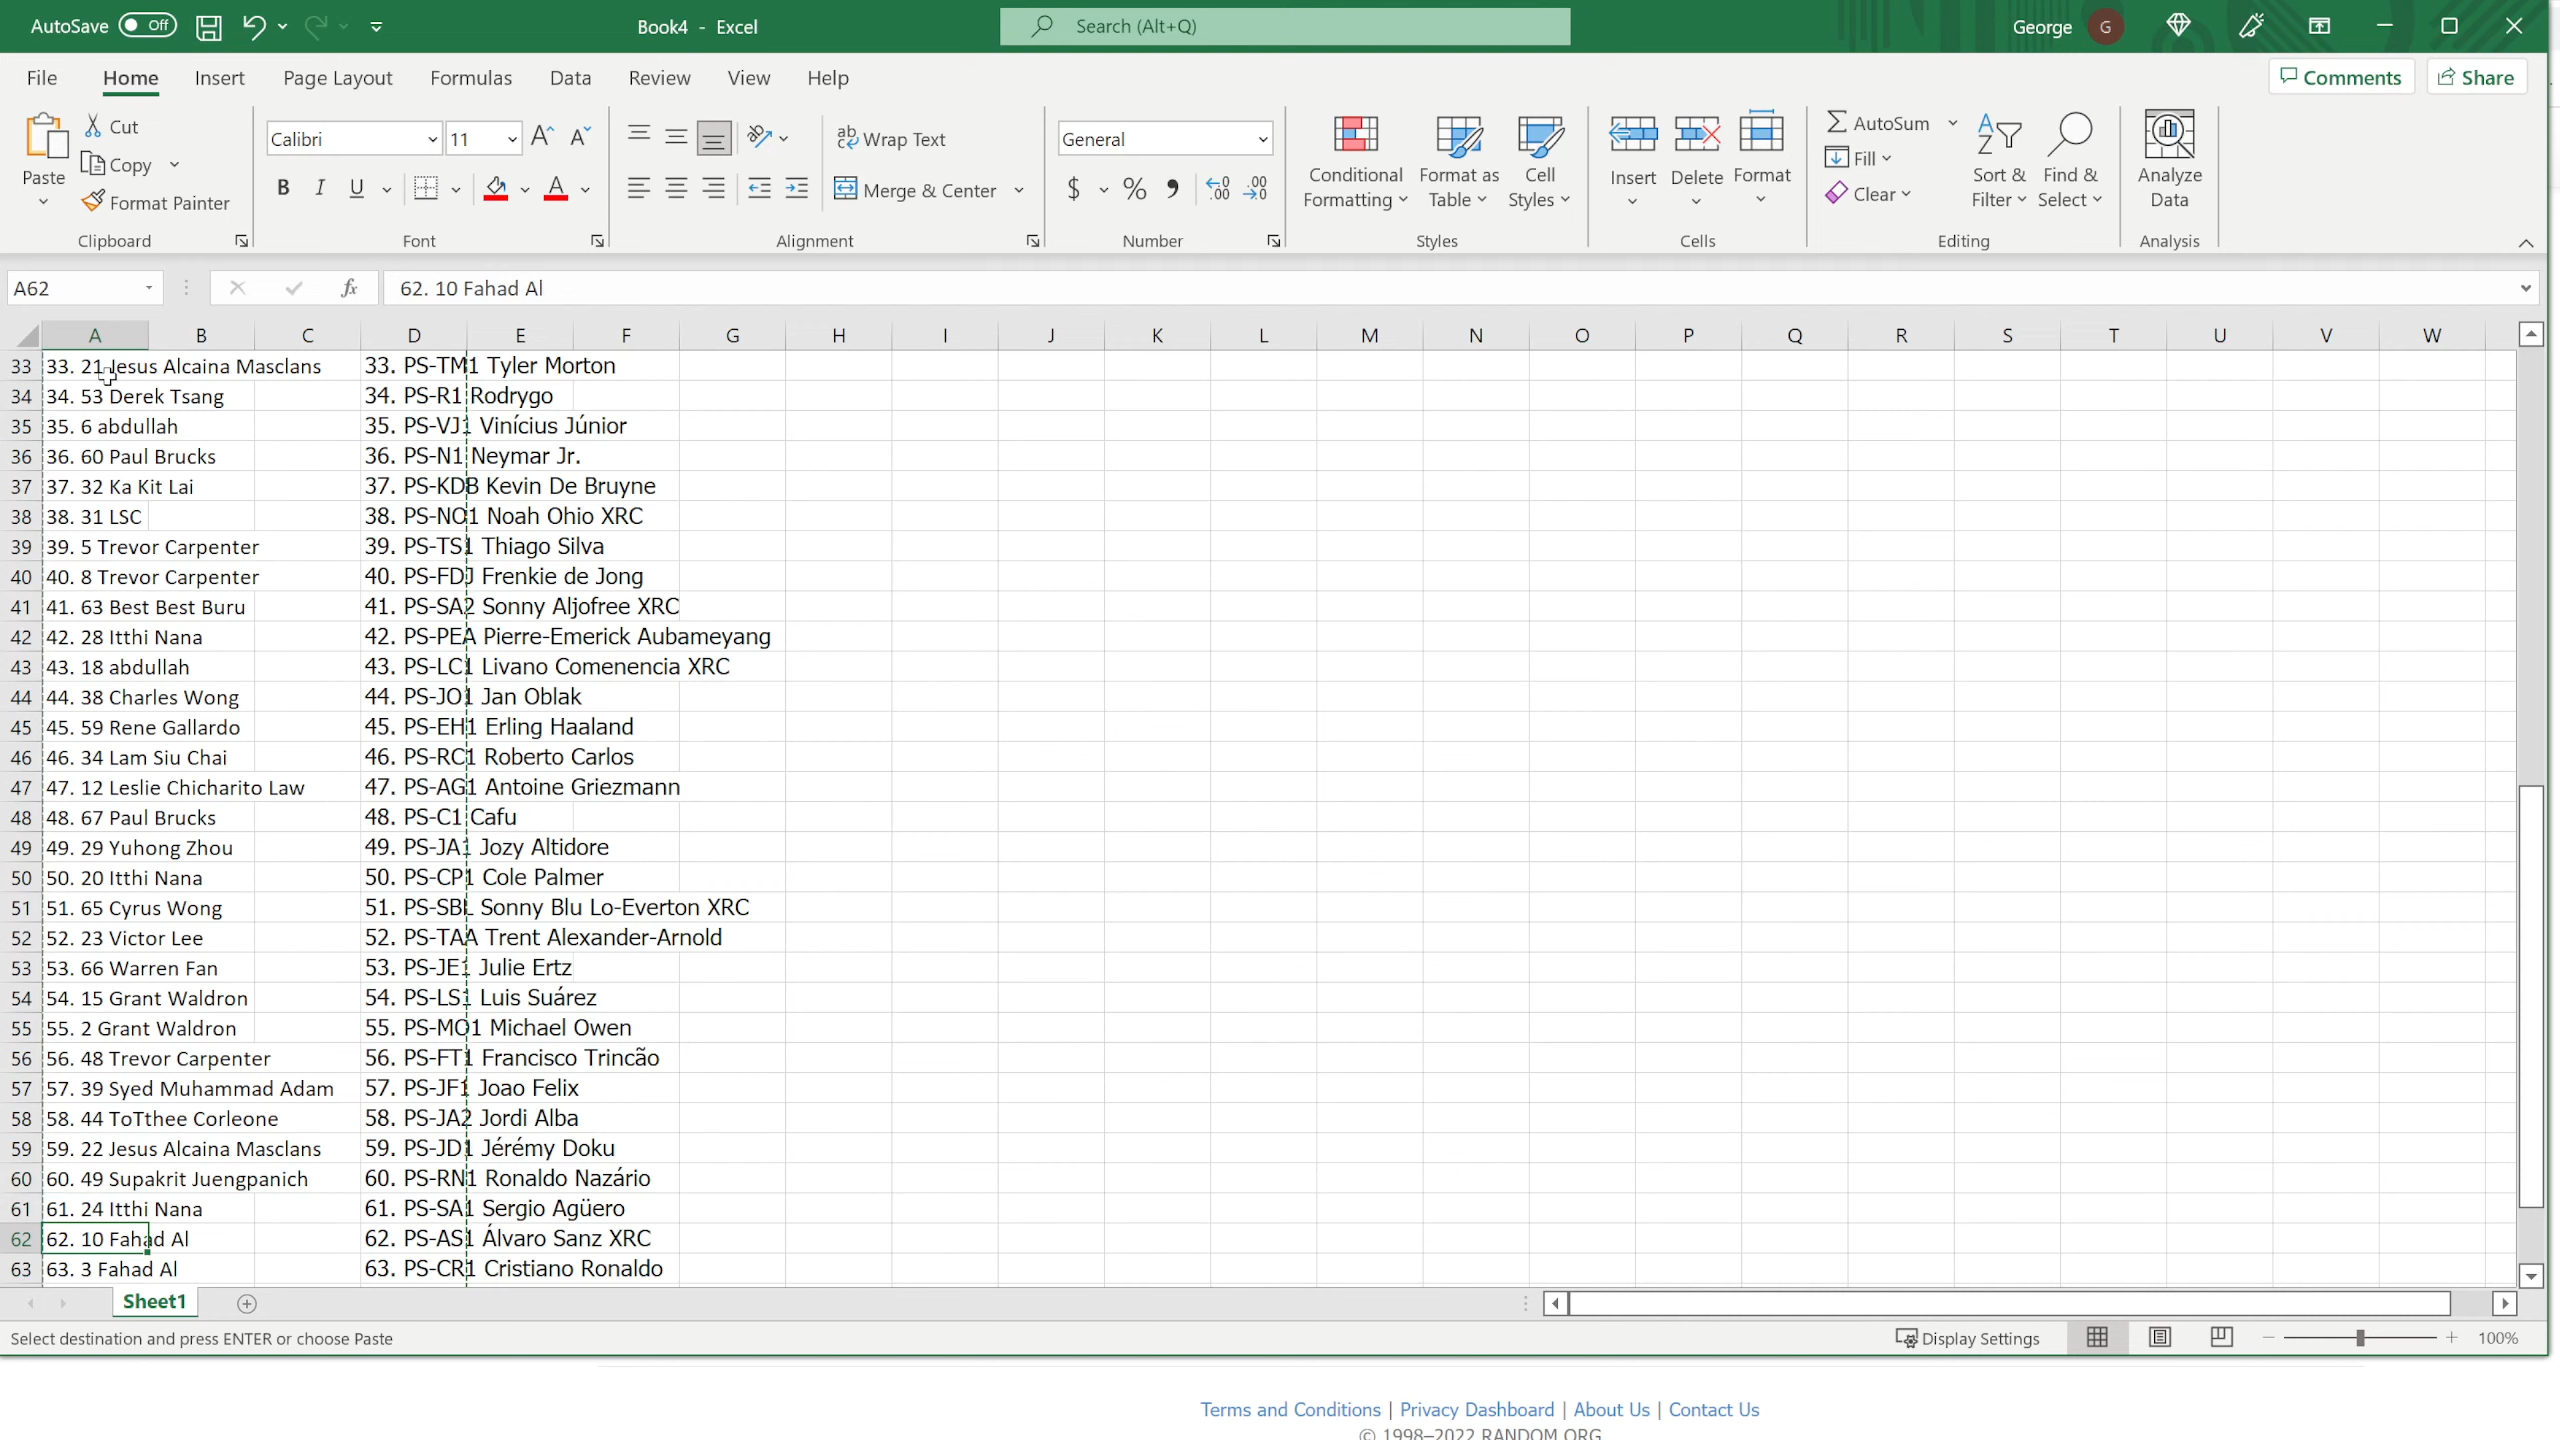 AutoSave Off Book4 - Excel Search (Alt+Q) George G
File Home Insert Page Layout Formulas Data Review View Help Comments Share
Paste Cut Copy Format Painter Clipboard
Calibri 11 B I U A Font
Wrap Text Merge & Center Alignment
General $ % Number
Conditional Formatting Format as Table Cell Styles Styles
Insert Delete Format Cells
AutoSum Fill Clear Sort & Filter Find & Select Editing
Analyze Data Analysis
A62 fx 62. 10 Fahad Al
A B C D E F G H I J K L M N O P Q R S T U V W
33 33. 21 Jesus Alcaina Masclans 33. PS-TM1 Tyler Morton
34 34. 53 Derek Tsang 34. PS-R1 Rodrygo
35 35. 6 abdullah 35. PS-VJ1 Vinícius Júnior
36 36. 60 Paul Brucks 36. PS-N1 Neymar Jr.
37 37. 32 Ka Kit Lai 37. PS-KDB Kevin De Bruyne
38 38. 31 LSC 38. PS-NO1 Noah Ohio XRC
39 39. 5 Trevor Carpenter 39. PS-TS1 Thiago Silva
40 40. 8 Trevor Carpenter 40. PS-FDJ Frenkie de Jong
41 41. 63 Best Best Buru 41. PS-SA2 Sonny Aljofree XRC
42 42. 28 Itthi Nana 42. PS-PEA Pierre-Emerick Aubameyang
43 43. 18 abdullah 43. PS-LC1 Livano Comenencia XRC
44 44. 38 Charles Wong 44. PS-JO1 Jan Oblak
45 45. 59 Rene Gallardo 45. PS-EH1 Erling Haaland
46 46. 34 Lam Siu Chai 46. PS-RC1 Roberto Carlos
47 47. 12 Leslie Chicharito Law 47. PS-AG1 Antoine Griezmann
48 48. 67 Paul Brucks 48. PS-C1 Cafu
49 49. 29 Yuhong Zhou 49. PS-JA1 Jozy Altidore
50 50. 20 Itthi Nana 50. PS-CP1 Cole Palmer
51 51. 65 Cyrus Wong 51. PS-SBL Sonny Blu Lo-Everton XRC
52 52. 23 Victor Lee 52. PS-TAA Trent Alexander-Arnold
53 53. 66 Warren Fan 53. PS-JE1 Julie Ertz
54 54. 15 Grant Waldron 54. PS-LS1 Luis Suárez
55 55. 2 Grant Waldron 55. PS-MO1 Michael Owen
56 56. 48 Trevor Carpenter 56. PS-FT1 Francisco Trincão
57 57. 39 Syed Muhammad Adam 57. PS-JF1 Joao Felix
58 58. 44 ToTthee Corleone 58. PS-JA2 Jordi Alba
59 59. 22 Jesus Alcaina Masclans 59. PS-JD1 Jérémy Doku
60 60. 49 Supakrit Juengpanich 60. PS-RN1 Ronaldo Nazário
61 61. 24 Itthi Nana 61. PS-SA1 Sergio Agüero
62 62. 10 Fahad Al 62. PS-AS1 Álvaro Sanz XRC
63 63. 3 Fahad Al 63. PS-CR1 Cristiano Ronaldo
Sheet1
Select destination and press ENTER or choose Paste Display Settings 100%
Terms and Conditions | Privacy Dashboard | About Us | Contact Us
© 1998–2022 RANDOM.ORG